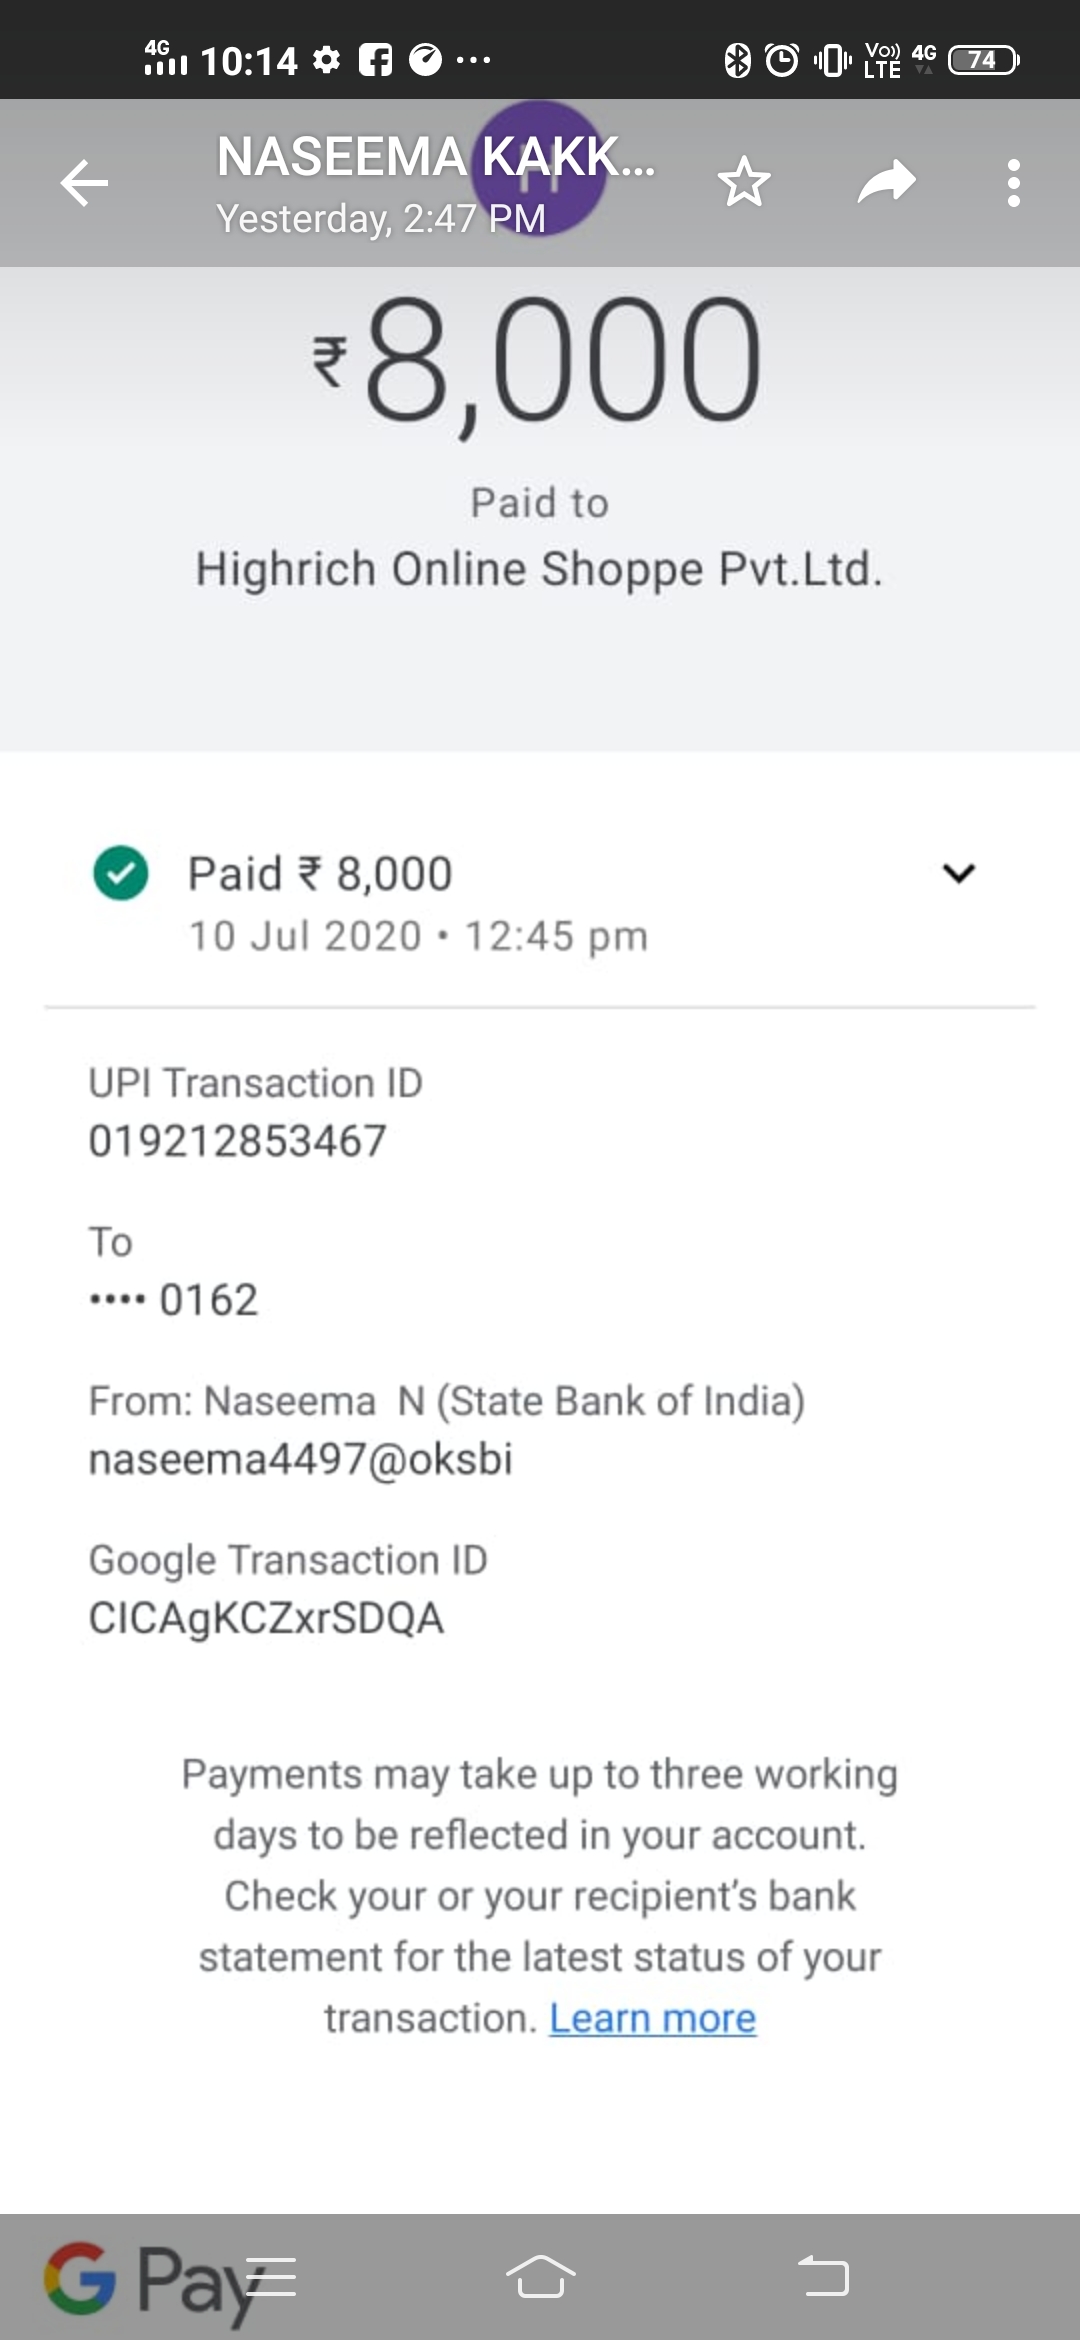 4G 10:14 Vo)) LTE 4G 74
NASEEMA KAKK...
Yesterday, 2:47 PM
H
₹8,000
Paid to
Highrich Online Shoppe Pvt.Ltd.
Paid ₹ 8,000
10 Jul 2020 • 12:45 pm
UPI Transaction ID
019212853467
To
•••• 0162
From: Naseema  N (State Bank of India)
naseema4497@oksbi
Google Transaction ID
CICAgKCZxrSDQA
Payments may take up to three working
days to be reflected in your account.
Check your or your recipient's bank
statement for the latest status of your
transaction. Learn more
G Pay